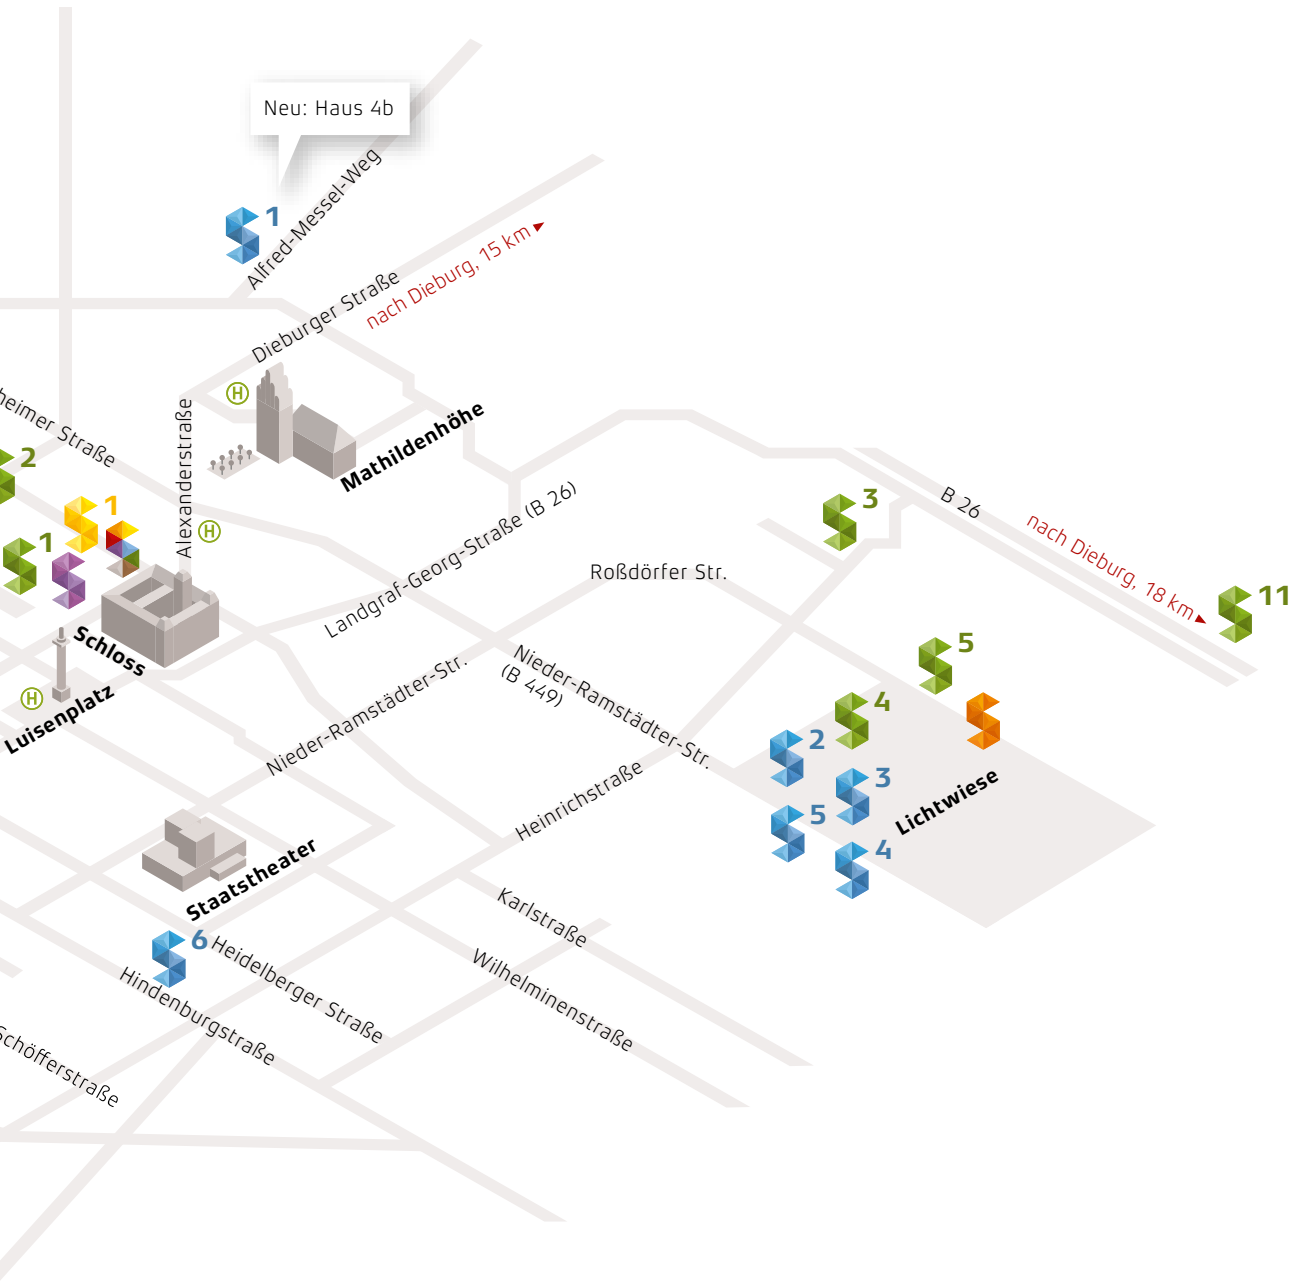 Neu: Haus 4b
1
Alfred-Messel-Weg
Dieburger Straße
nach Dieburg, 15 km
heimer Straße
Alexanderstraße
H
Mathildenhöhe
2
1
1
H
Landgraf-Georg-Straße (B 26)
Roßdörfer Str.
3
B 26
nach Dieburg, 18 km
11
Schloss
H
Luisenplatz
Nieder-Ramstädter-Str.
Nieder-Ramstädter-Str.
(B 449)
5
4
2
3
5
4
Lichtwiese
Heinrichstraße
Staatstheater
6
Heidelberger Straße
Hindenburgstraße
Karlstraße
Wilhelminenstraße
Schöfferstraße